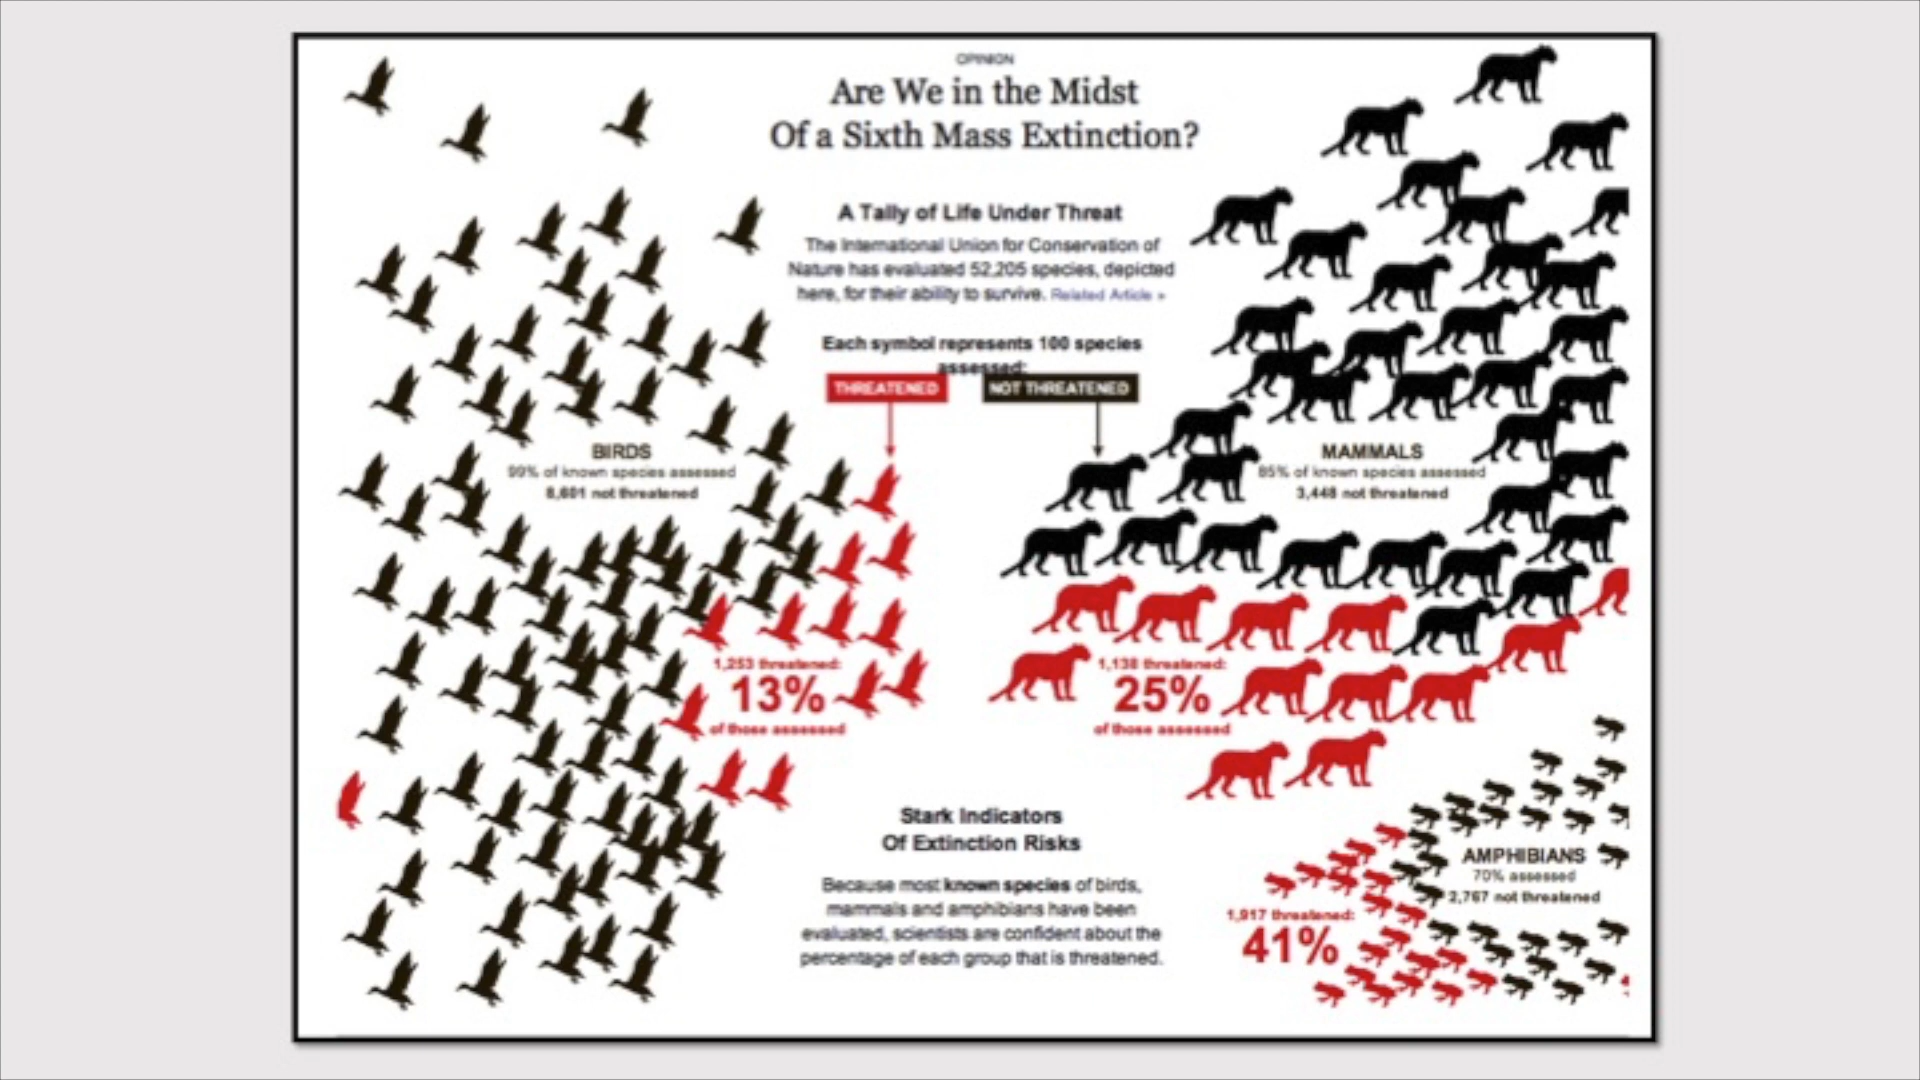 OPINION
Are We in the Midst
Of a Sixth Mass Extinction?
A Tally of Life Under Threat
The International Union for Conservation of
Nature has evaluated 52,205 species, depicted
here, for their ability to survive. Related Article »
Each symbol represents 100 species
assessed:
THREATENED
NOT THREATENED
BIRDS
99% of known species assessed
8,601 not threatened
MAMMALS
85% of known species assessed
3,448 not threatened
1,253 threatened:
13%
of those assessed
1,138 threatened:
25%
of those assessed
Stark Indicators
Of Extinction Risks
Because most known species of birds,
mammals and amphibians have been
evaluated, scientists are confident about the
percentage of each group that is threatened.
AMPHIBIANS
70% assessed
2,767 not threatened
1,917 threatened:
41%